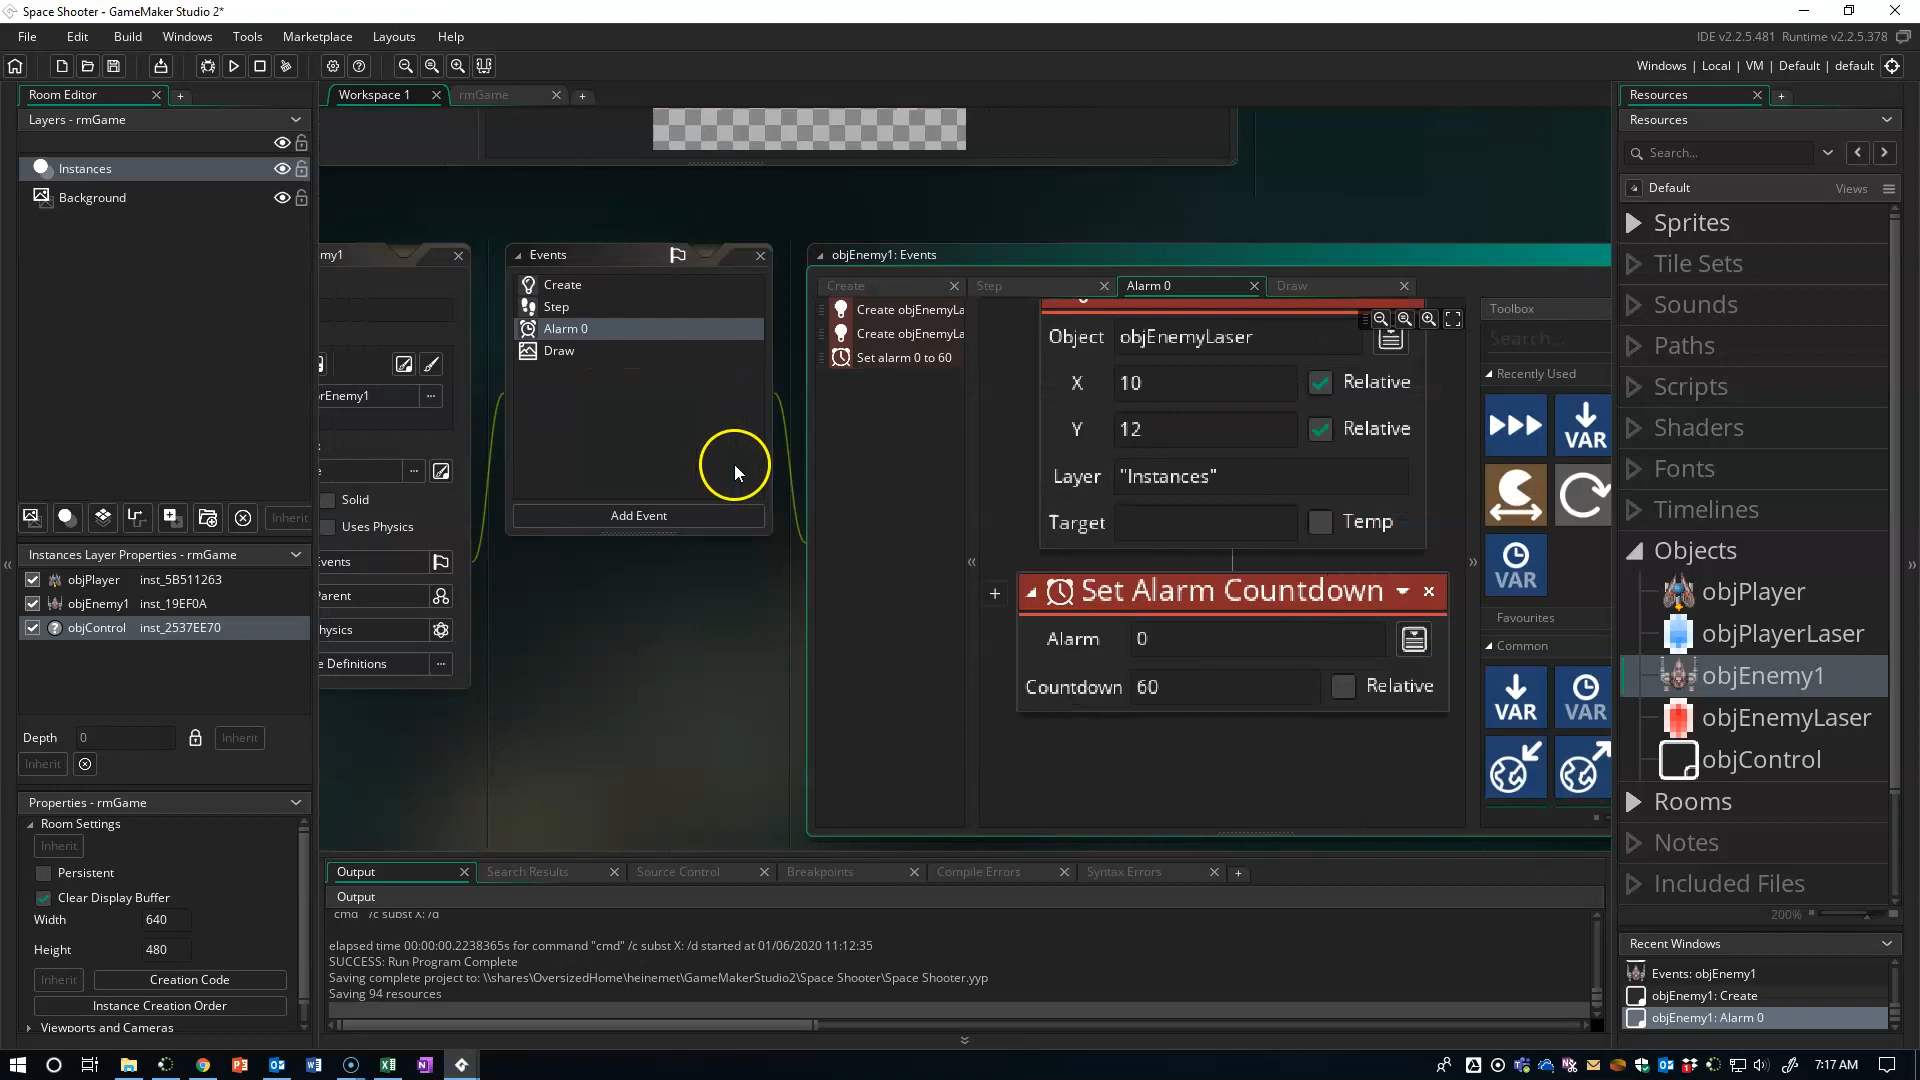 Space Shooter - GameMaker Studio 2*
File Edit Build Windows Tools Marketplace Layouts Help
IDE v2.2.5.481 Runtime v2.2.5.378
Windows | Local | VM | Default | default
Room Editor
Layers - rmGame
Instances
Background
Inherit
Instances Layer Properties - rmGame
objPlayer inst_5B511263
objEnemy1 inst_19EF0A
objControl inst_2537EE70
Depth 0 Inherit
Inherit
Properties - rmGame
Room Settings
Inherit
Persistent
Clear Display Buffer
Width 640
Height 480
Inherit Creation Code
Instance Creation Order
Viewports and Cameras
Workspace 1 rmGame
my1
rEnemy1
Solid
Uses Physics
vents
arent
hysics
e Definitions
Events
Create
Step
Alarm 0
Draw
Add Event
objEnemy1: Events
Create Step Alarm 0 Draw
Create objEnemyLa
Create objEnemyLa
Set alarm 0 to 60
Object objEnemyLaser
X 10 Relative
Y 12 Relative
Layer "Instances"
Target Temp
Set Alarm Countdown
Alarm 0
Countdown 60 Relative
Toolbox
Search...
Recently Used
VAR
VAR
Favourites
Common
VAR VAR
Output Search Results Source Control Breakpoints Compile Errors Syntax Errors
Output
cmd /c subst X: /d
elapsed time 00:00:00.2238365s for command "cmd" /c subst X: /d started at 01/06/2020 11:12:35
SUCCESS: Run Program Complete
Saving complete project to: \\shares\OversizedHome\heinemet\GameMakerStudio2\Space Shooter\Space Shooter.yyp
Saving 94 resources
Resources
Resources
Search...
Default Views
Sprites
Tile Sets
Sounds
Paths
Scripts
Shaders
Fonts
Timelines
Objects
objPlayer
objPlayerLaser
objEnemy1
objEnemyLaser
objControl
Rooms
Notes
Included Files
200%
Recent Windows
Events: objEnemy1
objEnemy1: Create
objEnemy1: Alarm 0
7:17 AM